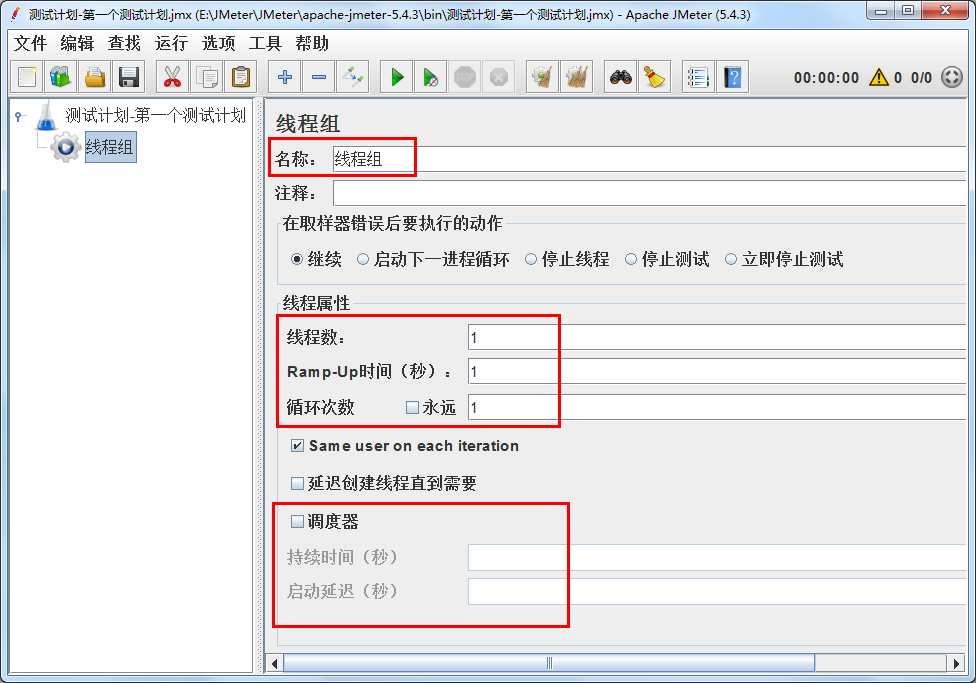 测试计划-第一个测试计划.jmx (E:\JMeter\JMeter\apache-jmeter-5.4.3\bin\测试计划-第一个测试计划.jmx) - Apache JMeter (5.4.3)
文件 编辑 查找 运行 选项 工具 帮助
STOP 00:00:00 0 0/0
测试计划-第一个测试计划
线程组
线程组
名称： 线程组
注释：
在取样器错误后要执行的动作
继续 启动下一进程循环 停止线程 停止测试 立即停止测试
线程属性
线程数： 1
Ramp-Up时间（秒）： 1
循环次数 永远 1
Same user on each iteration
延迟创建线程直到需要
调度器
持续时间（秒）
启动延迟（秒）